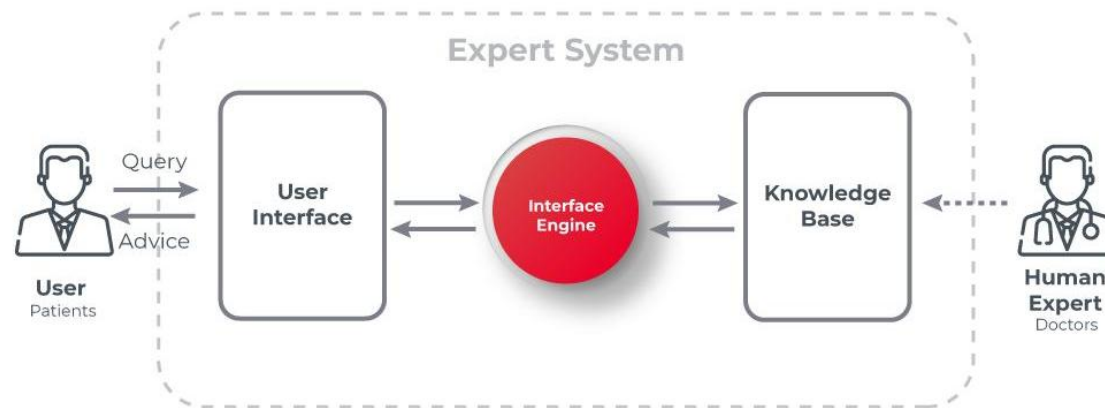 Expert System
Query
Advice
User
Patients
User
Interface
Interface
Engine
Knowledge
Base
Human
Expert
Doctors